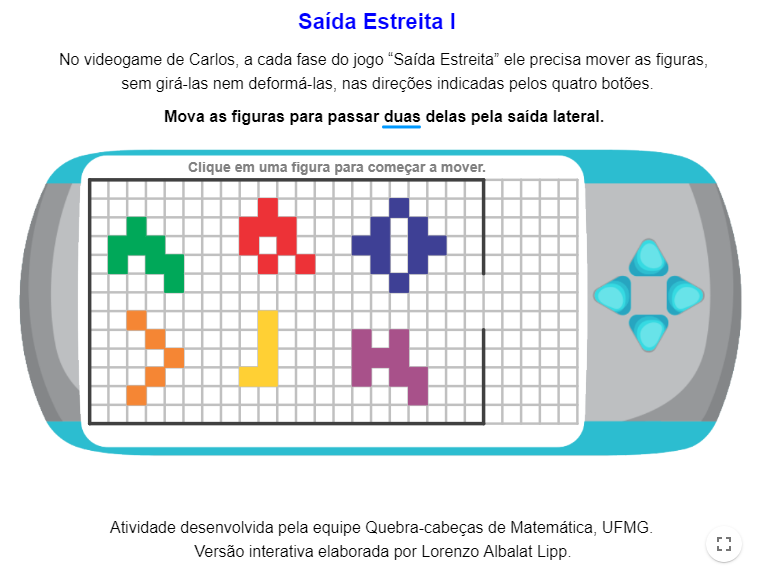 Saída Estreita I
No videogame de Carlos, a cada fase do jogo “Saída Estreita” ele precisa mover as figuras,
sem girá-las nem deformá-las, nas direções indicadas pelos quatro botões.
Mova as figuras para passar duas delas pela saída lateral.
Clique em uma figura para começar a mover.
Atividade desenvolvida pela equipe Quebra-cabeças de Matemática, UFMG.
Versão interativa elaborada por Lorenzo Albalat Lipp.